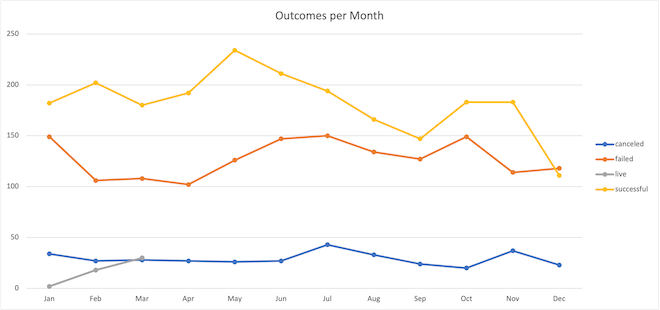 Outcomes per Month
250
200
150
100
50
0
Jan Feb Mar Apr May Jun Jul Aug Sep Oct Nov Dec
canceled
failed
live
successful